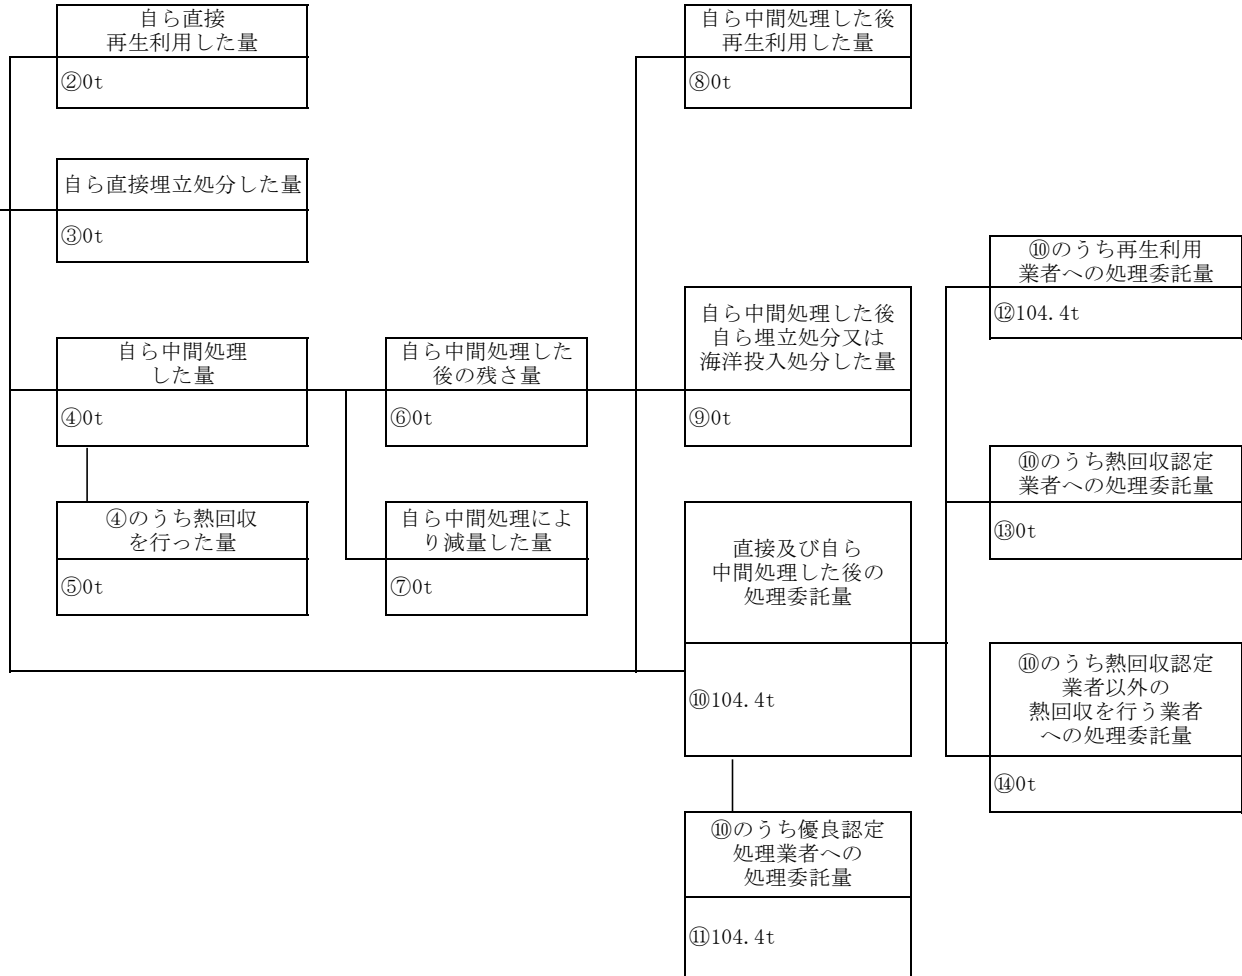 自ら直接
再生利用した量
②0t
自ら直接埋立処分した量
③0t
自ら中間処理
した量
④0t
④のうち熱回収
を行った量
⑤0t
自ら中間処理した
後の残さ量
⑥0t
自ら中間処理によ
り減量した量
⑦0t
自ら中間処理した後
再生利用した量
⑧0t
自ら中間処理した後
自ら埋立処分又は
海洋投入処分した量
⑨0t
直接及び自ら
中間処理した後の
処理委託量
⑩104.4t
⑩のうち優良認定
処理業者への
処理委託量
⑪104.4t
⑩のうち再生利用
業者への処理委託量
⑫104.4t
⑩のうち熱回収認定
業者への処理委託量
⑬0t
⑩のうち熱回収認定
業者以外の
熱回収を行う業者
への処理委託量
⑭0t